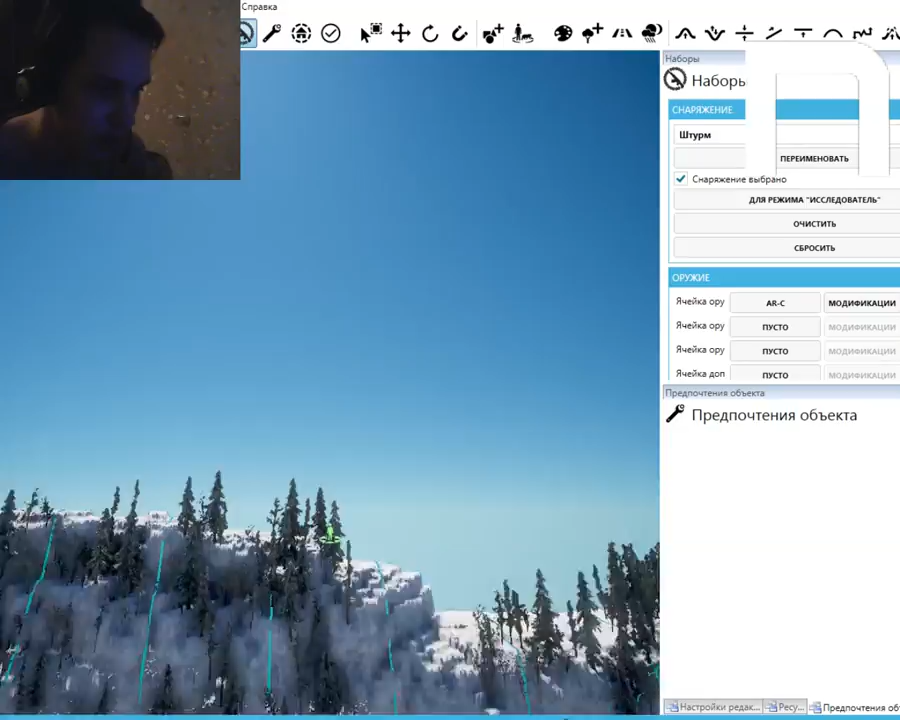 Справка
Наборы
Наборы
СНАРЯЖЕНИЕ
Штурм
ПЕРЕИМЕНОВАТЬ
Снаряжение выбрано
ДЛЯ РЕЖИМА "ИССЛЕДОВАТЕЛЬ"
ОЧИСТИТЬ
СБРОСИТЬ
ОРУЖИЕ
Ячейка ору AR-C МОДИФИКАЦИИ
Ячейка ору ПУСТО МОДИФИКАЦИИ
Ячейка ору ПУСТО МОДИФИКАЦИИ
Ячейка доп ПУСТО МОДИФИКАЦИИ
Предпочтения объекта
Предпочтения объекта
Настройки редак... Ресу... Предпочтения об